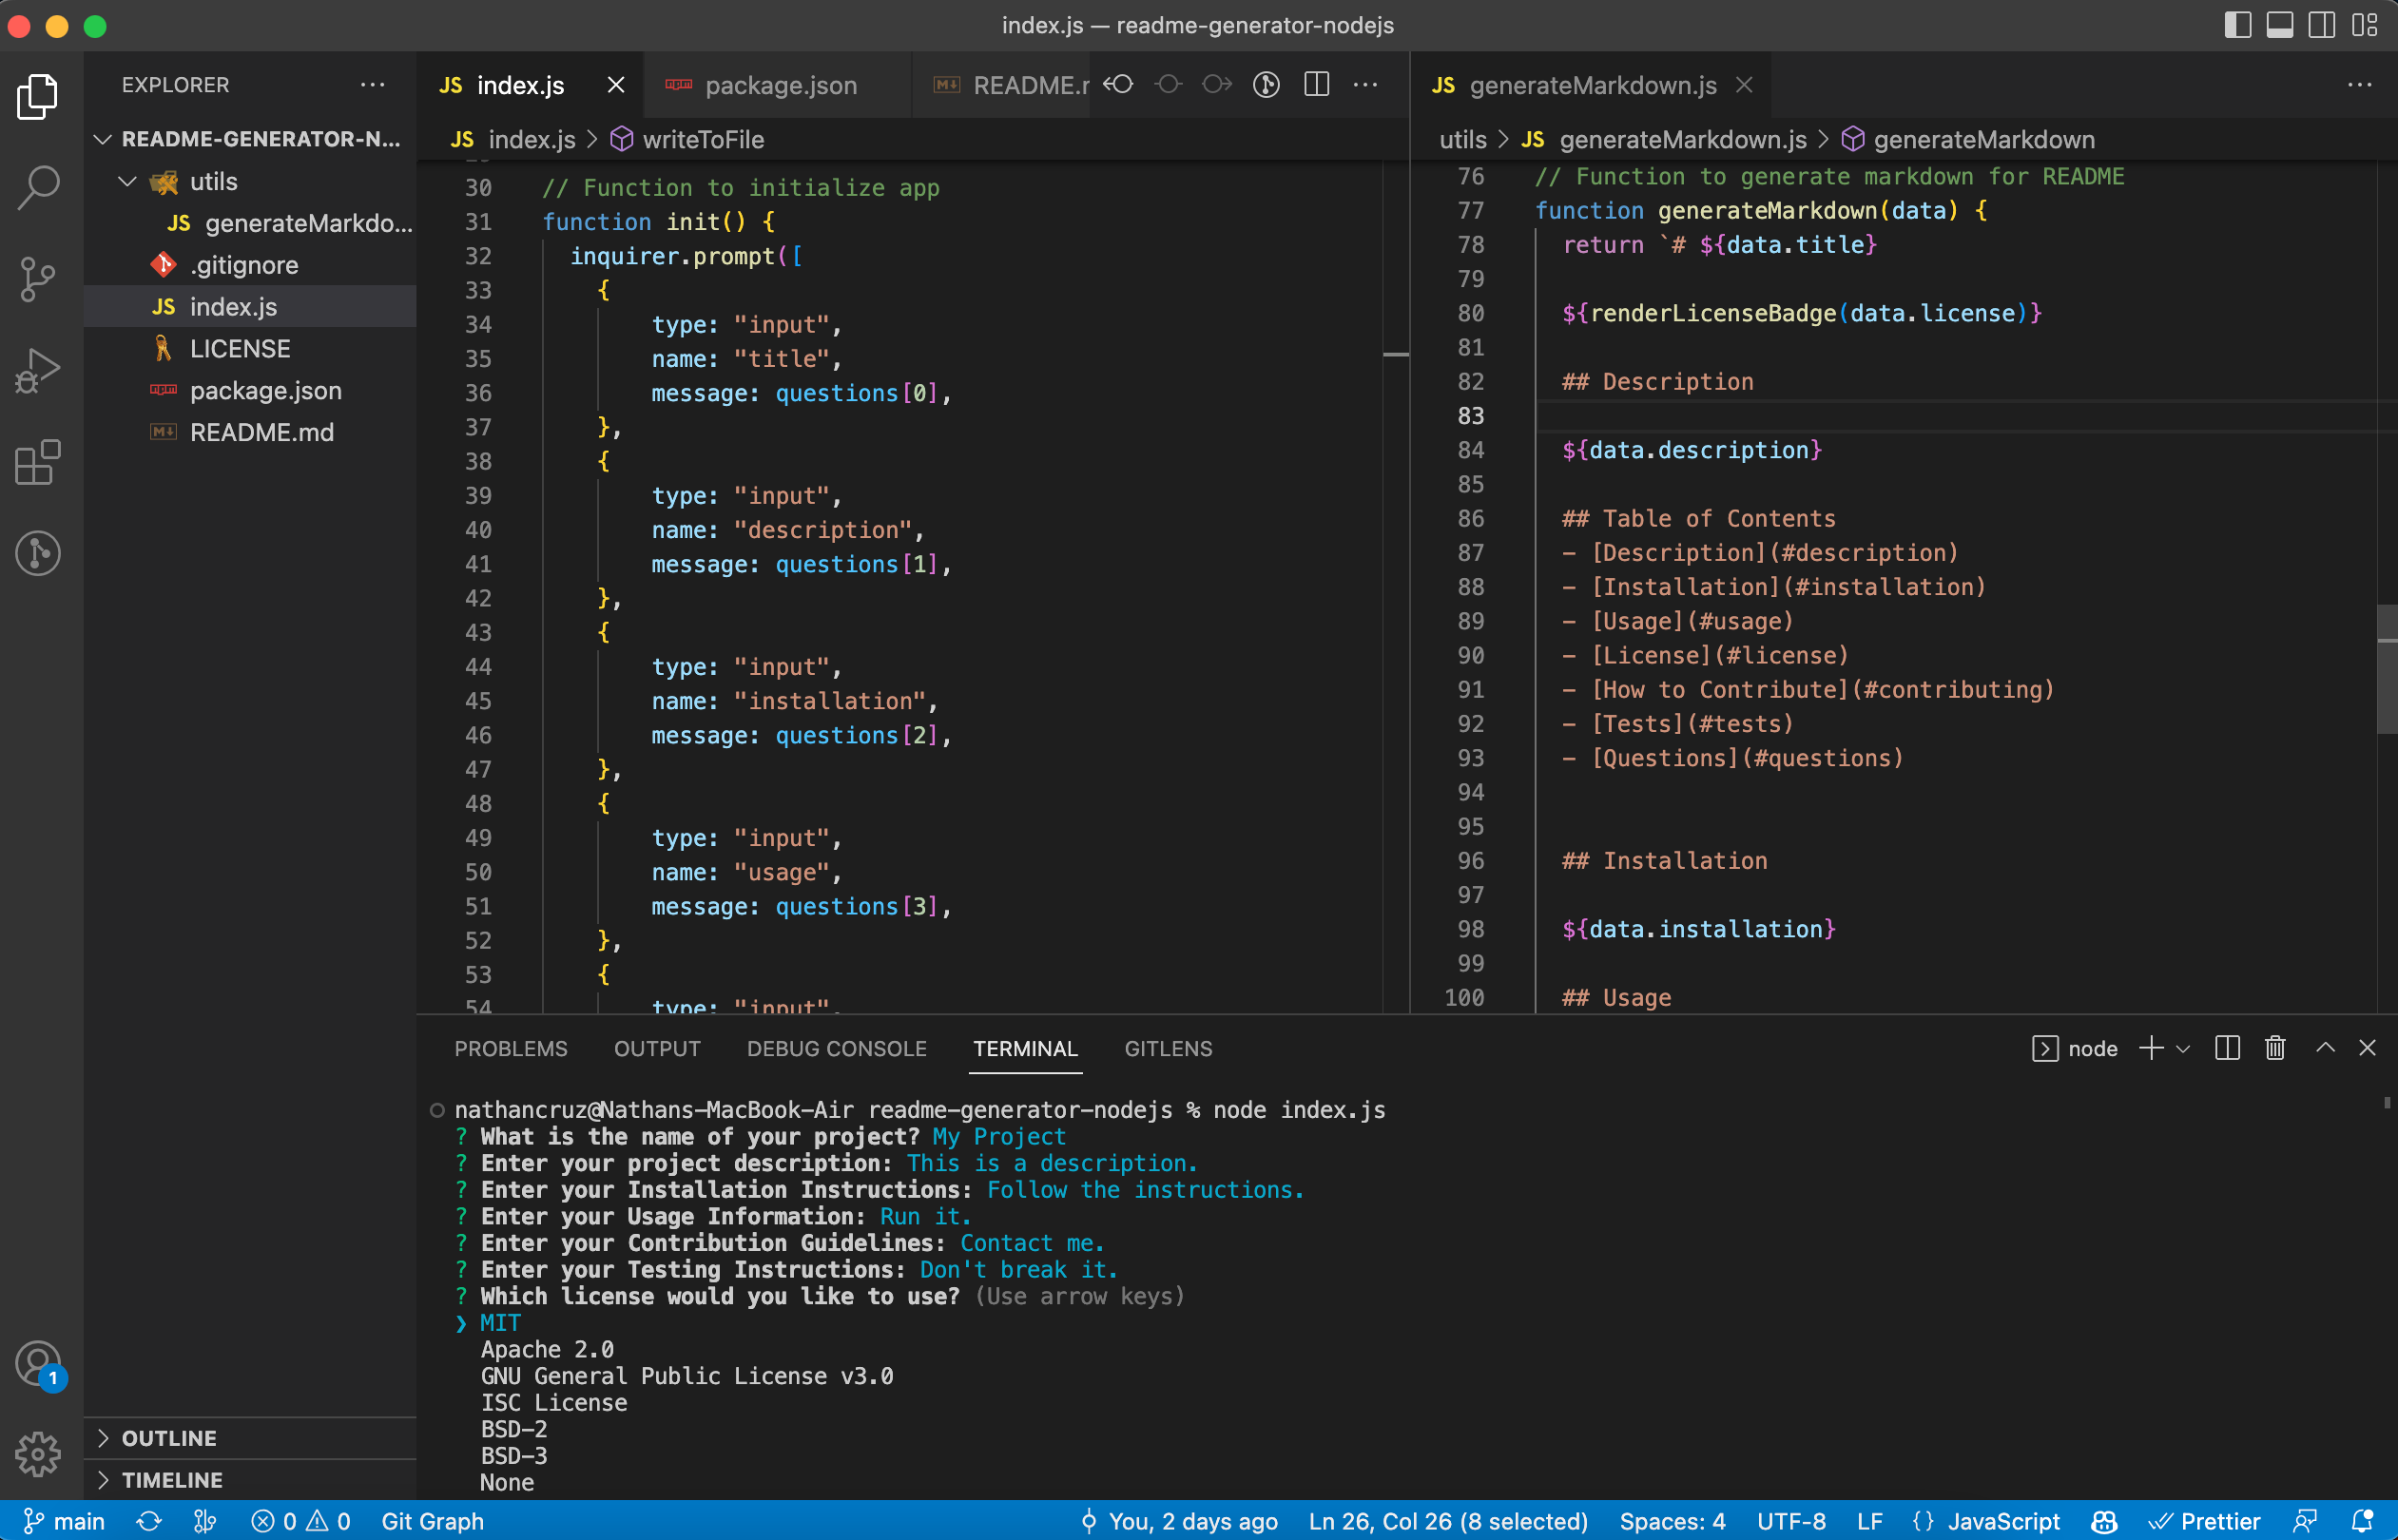 index.js — readme-generator-nodejs
EXPLORER
README-GENERATOR-N...
utils
JS generateMarkdo...
.gitignore
JS index.js
LICENSE
package.json
README.md
OUTLINE
TIMELINE
JS index.js
package.json
README.r
JS index.js > writeToFile
30 // Function to initialize app
31 function init() {
32 inquirer.prompt([
33 {
34 type: "input",
35 name: "title",
36 message: questions[0],
37 },
38 {
39 type: "input",
40 name: "description",
41 message: questions[1],
42 },
43 {
44 type: "input",
45 name: "installation",
46 message: questions[2],
47 },
48 {
49 type: "input",
50 name: "usage",
51 message: questions[3],
52 },
53 {
54 type: "input",
JS generateMarkdown.js
utils > JS generateMarkdown.js > generateMarkdown
76 // Function to generate markdown for README
77 function generateMarkdown(data) {
78 return `# ${data.title}
79
80 ${renderLicenseBadge(data.license)}
81
82 ## Description
83
84 ${data.description}
85
86 ## Table of Contents
87 - [Description](#description)
88 - [Installation](#installation)
89 - [Usage](#usage)
90 - [License](#license)
91 - [How to Contribute](#contributing)
92 - [Tests](#tests)
93 - [Questions](#questions)
94
95
96 ## Installation
97
98 ${data.installation}
99
100 ## Usage
PROBLEMS OUTPUT DEBUG CONSOLE TERMINAL GITLENS
node
nathancruz@Nathans-MacBook-Air readme-generator-nodejs % node index.js
? What is the name of your project? My Project
? Enter your project description: This is a description.
? Enter your Installation Instructions: Follow the instructions.
? Enter your Usage Information: Run it.
? Enter your Contribution Guidelines: Contact me.
? Enter your Testing Instructions: Don't break it.
? Which license would you like to use? (Use arrow keys)
❯ MIT
Apache 2.0
GNU General Public License v3.0
ISC License
BSD-2
BSD-3
None
1
main 0 0 Git Graph You, 2 days ago Ln 26, Col 26 (8 selected) Spaces: 4 UTF-8 LF {} JavaScript Prettier